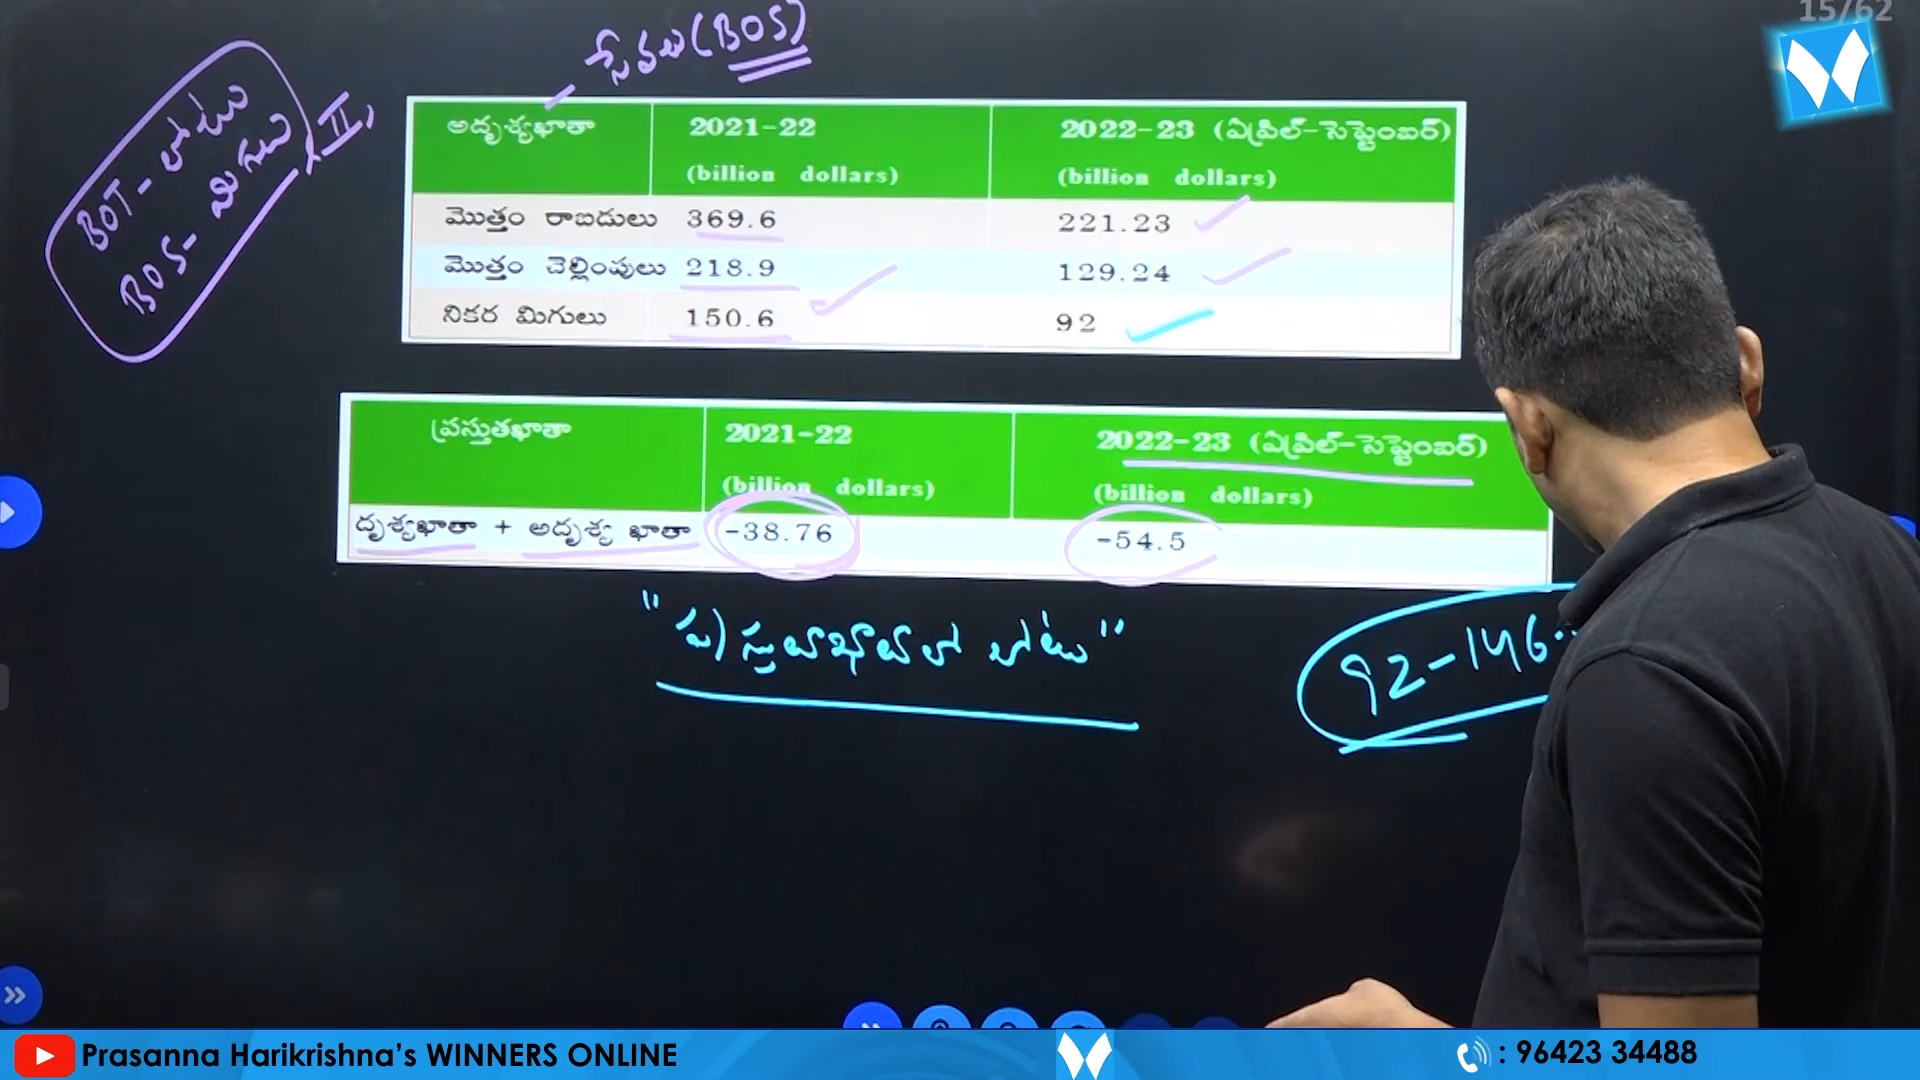 15/62
సేవలు (BOS)
BOT - లోటు
BOS - మిగులు
II,
అదృశ్యఖాతా 2021-22 2022-23 (ఏప్రిల్-సెప్టెంబర్)
(billion dollars) (billion dollars)
మొత్తం రాబడులు 369.6 221.23
మొత్తం చెల్లింపులు 218.9 129.24
నికర మిగులు 150.6 92
ప్రస్తుతఖాతా 2021-22 2022-23 (ఏప్రిల్-సెప్టెంబర్)
(billion dollars) (billion dollars)
దృశ్యఖాతా + అదృశ్య ఖాతా -38.76 -54.5
"ప్రస్తుతఖాతాలో లోటు"
92-146
Prasanna Harikrishna's WINNERS ONLINE
: 96423 34488